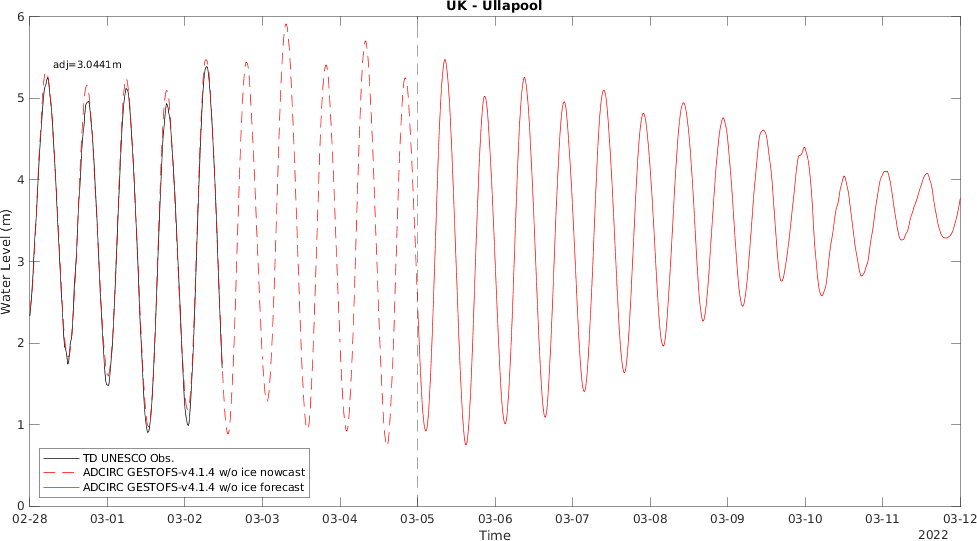 UK - Ullapool
adj=3.0441m
Water Level (m)
6
5
4
3
2
1
0
TD UNESCO Obs.
ADCIRC GESTOFS-v4.1.4 w/o ice nowcast
ADCIRC GESTOFS-v4.1.4 w/o ice forecast
02-28 03-01 03-02 03-03 03-04 03-05 03-06 03-07 03-08 03-09 03-10 03-11 03-12
Time
2022